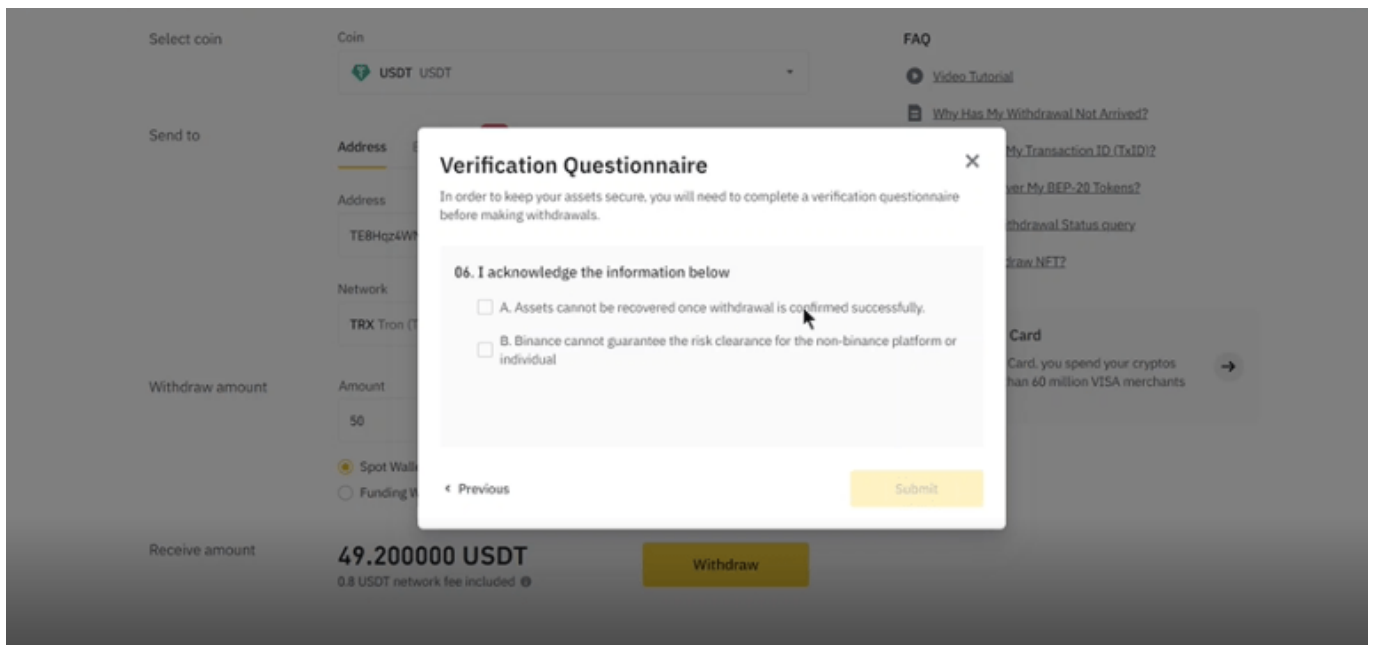 Select coin
Coin
USDT USDT
Send to
Address
Address
TE8Hqz4W
Network
TRX Tron (T
Withdraw amount
Amount
50
Spot Wall
Funding W
Receive amount
49.200000 USDT
0.8 USDT network fee included
Withdraw
Verification Questionnaire
In order to keep your assets secure, you will need to complete a verification questionnaire
before making withdrawals.
06. I acknowledge the information below
A. Assets cannot be recovered once withdrawal is confirmed successfully.
B. Binance cannot guarantee the risk clearance for the non-binance platform or
individual
Previous
Submit
FAQ
Video Tutorial
Why Has My Withdrawal Not Arrived?
My Transaction ID (TxID)?
ver My BEP-20 Tokens?
thdrawal Status query
draw NFT?
Card
Card, you spend your cryptos
han 60 million VISA merchants